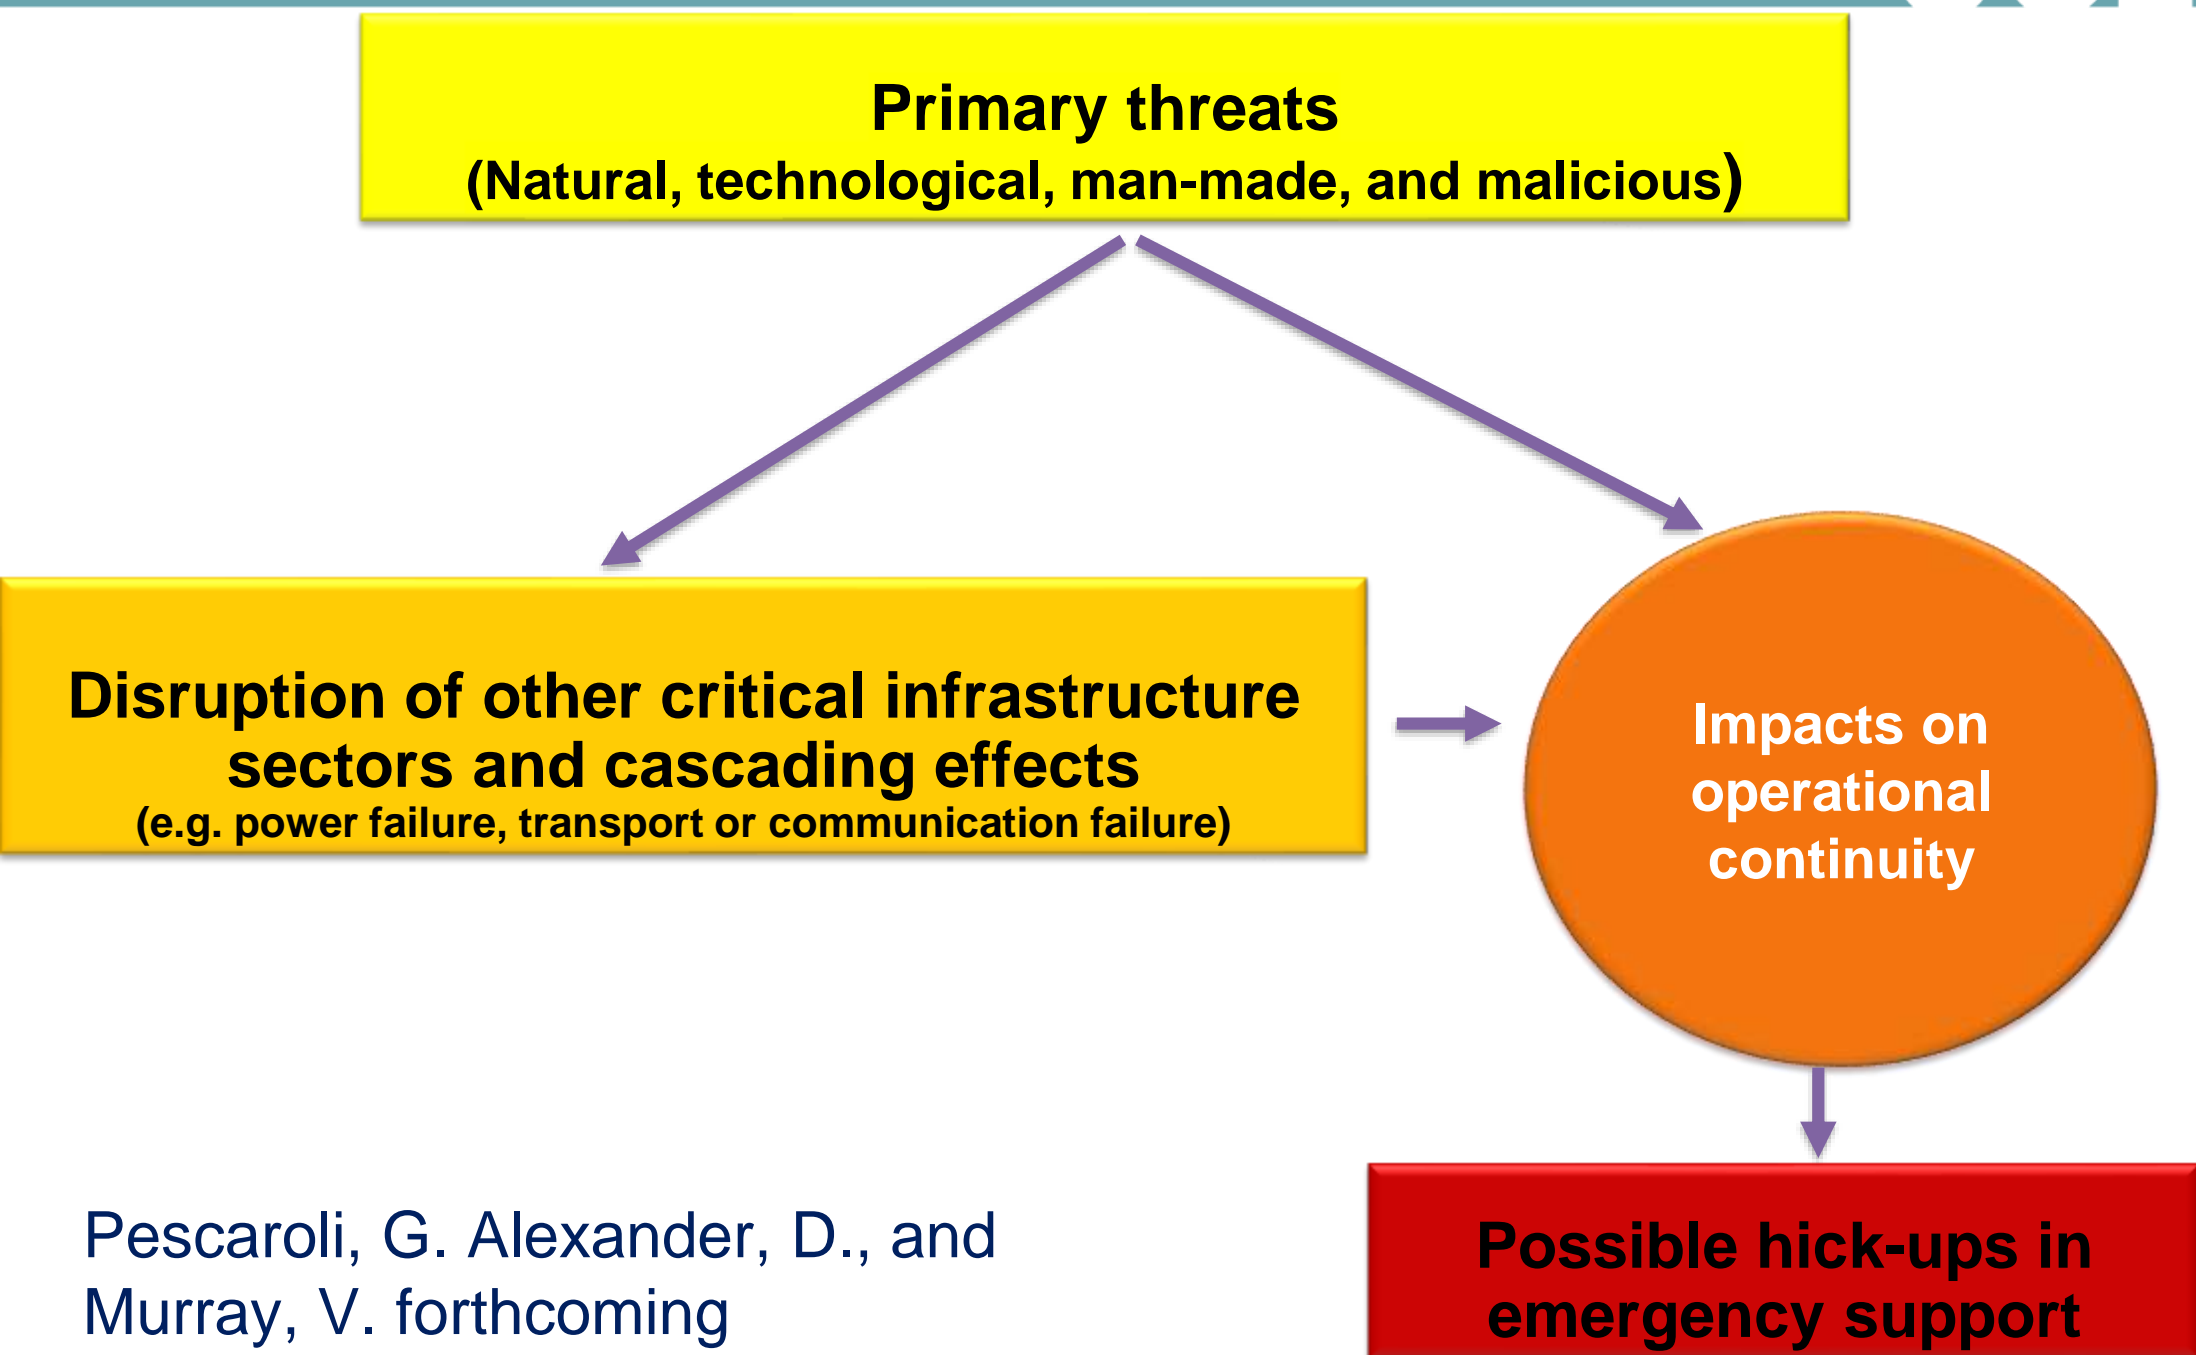 Primary threats
(Natural, technological, man-made, and malicious)
Disruption of other critical infrastructure
sectors and cascading effects
(e.g. power failure, transport or communication failure)
Impacts on
operational
continuity
Pescaroli, G. Alexander, D., and
Murray, V. forthcoming
Possible hick-ups in
emergency support